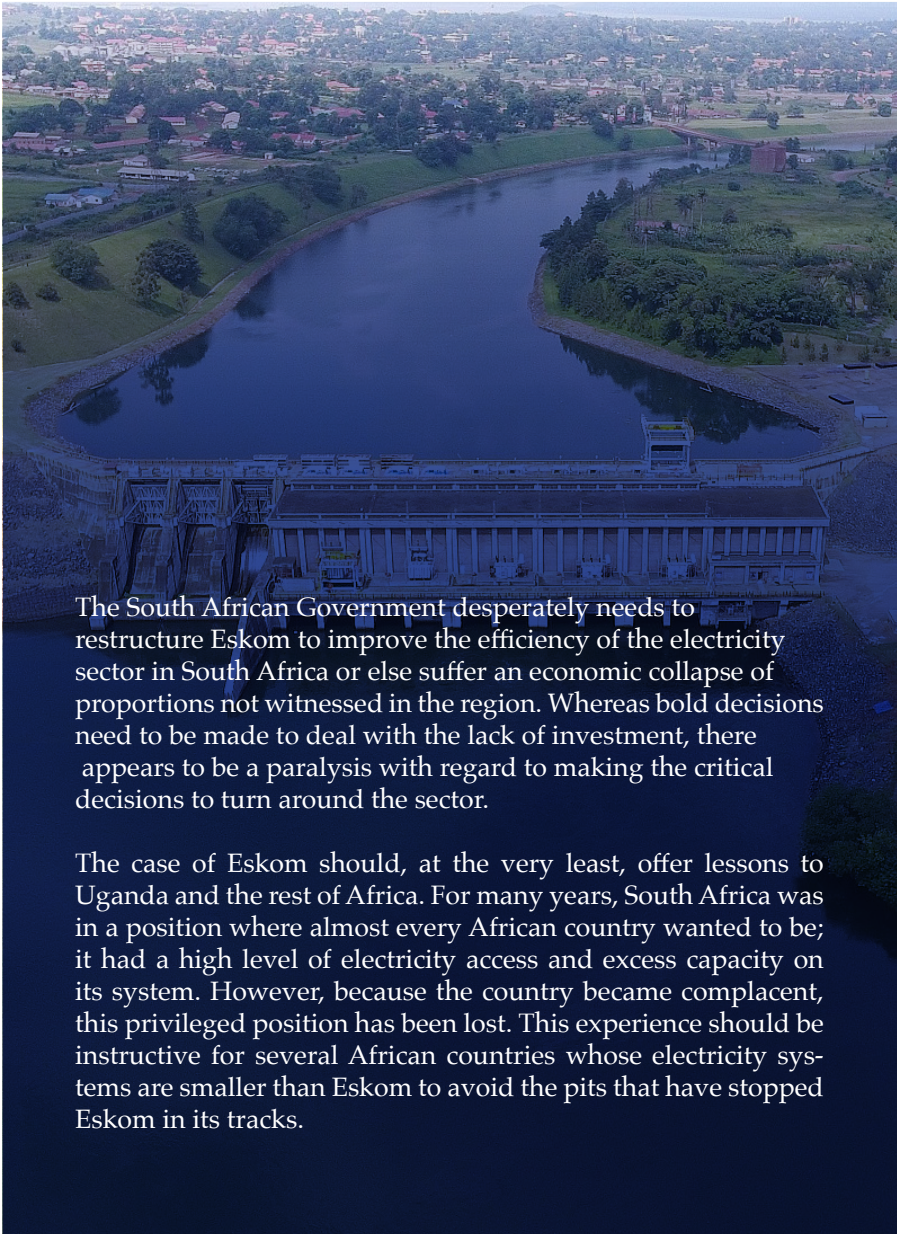 The South African Government desperately needs to
restructure Eskom to improve the efficiency of the electricity
sector in South Africa or else suffer an economic collapse of
proportions not witnessed in the region. Whereas bold decisions
need to be made to deal with the lack of investment, there
appears to be a paralysis with regard to making the critical
decisions to turn around the sector.

The case of Eskom should, at the very least, offer lessons to
Uganda and the rest of Africa. For many years, South Africa was
in a position where almost every African country wanted to be;
it had a high level of electricity access and excess capacity on
its system. However, because the country became complacent,
this privileged position has been lost. This experience should be
instructive for several African countries whose electricity sys-
tems are smaller than Eskom to avoid the pits that have stopped
Eskom in its tracks.